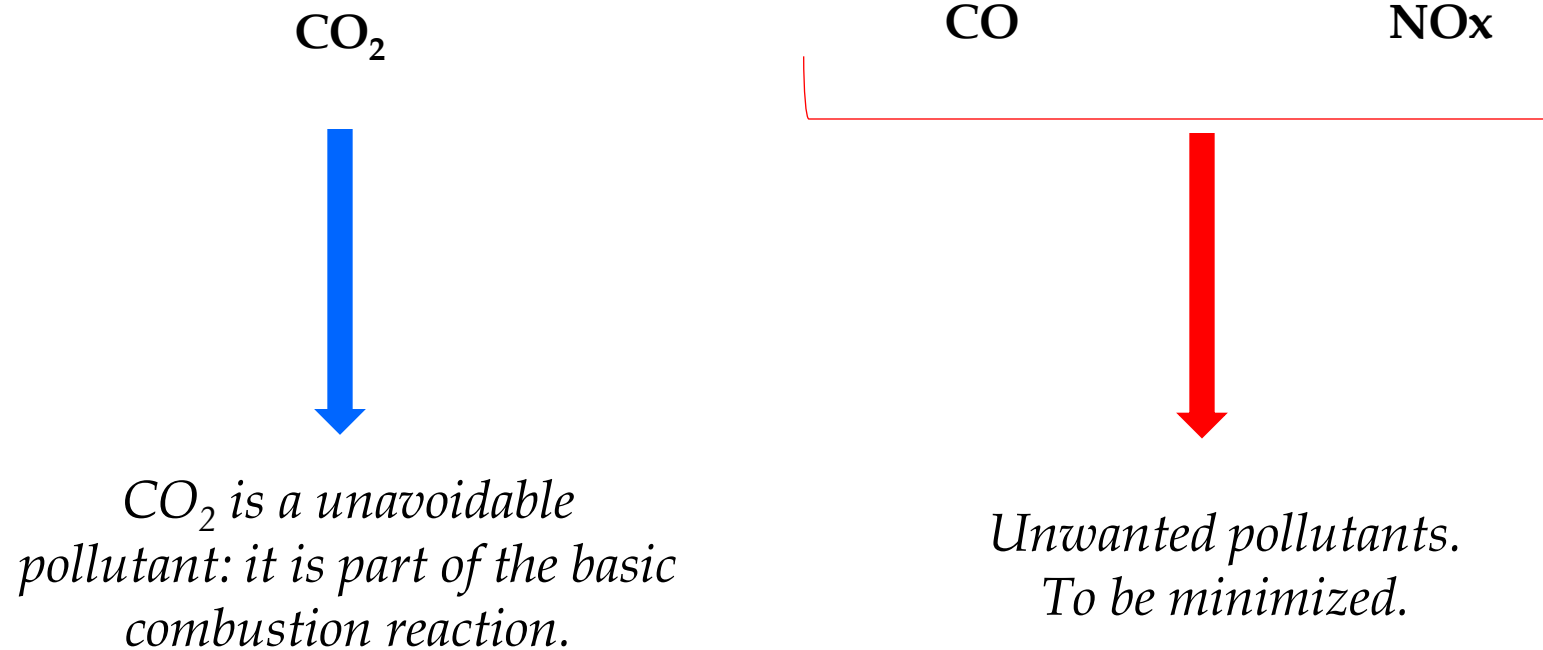 CO₂
CO
NOx
CO₂ is a unavoidable
pollutant: it is part of the basic
combustion reaction.
Unwanted pollutants.
To be minimized.